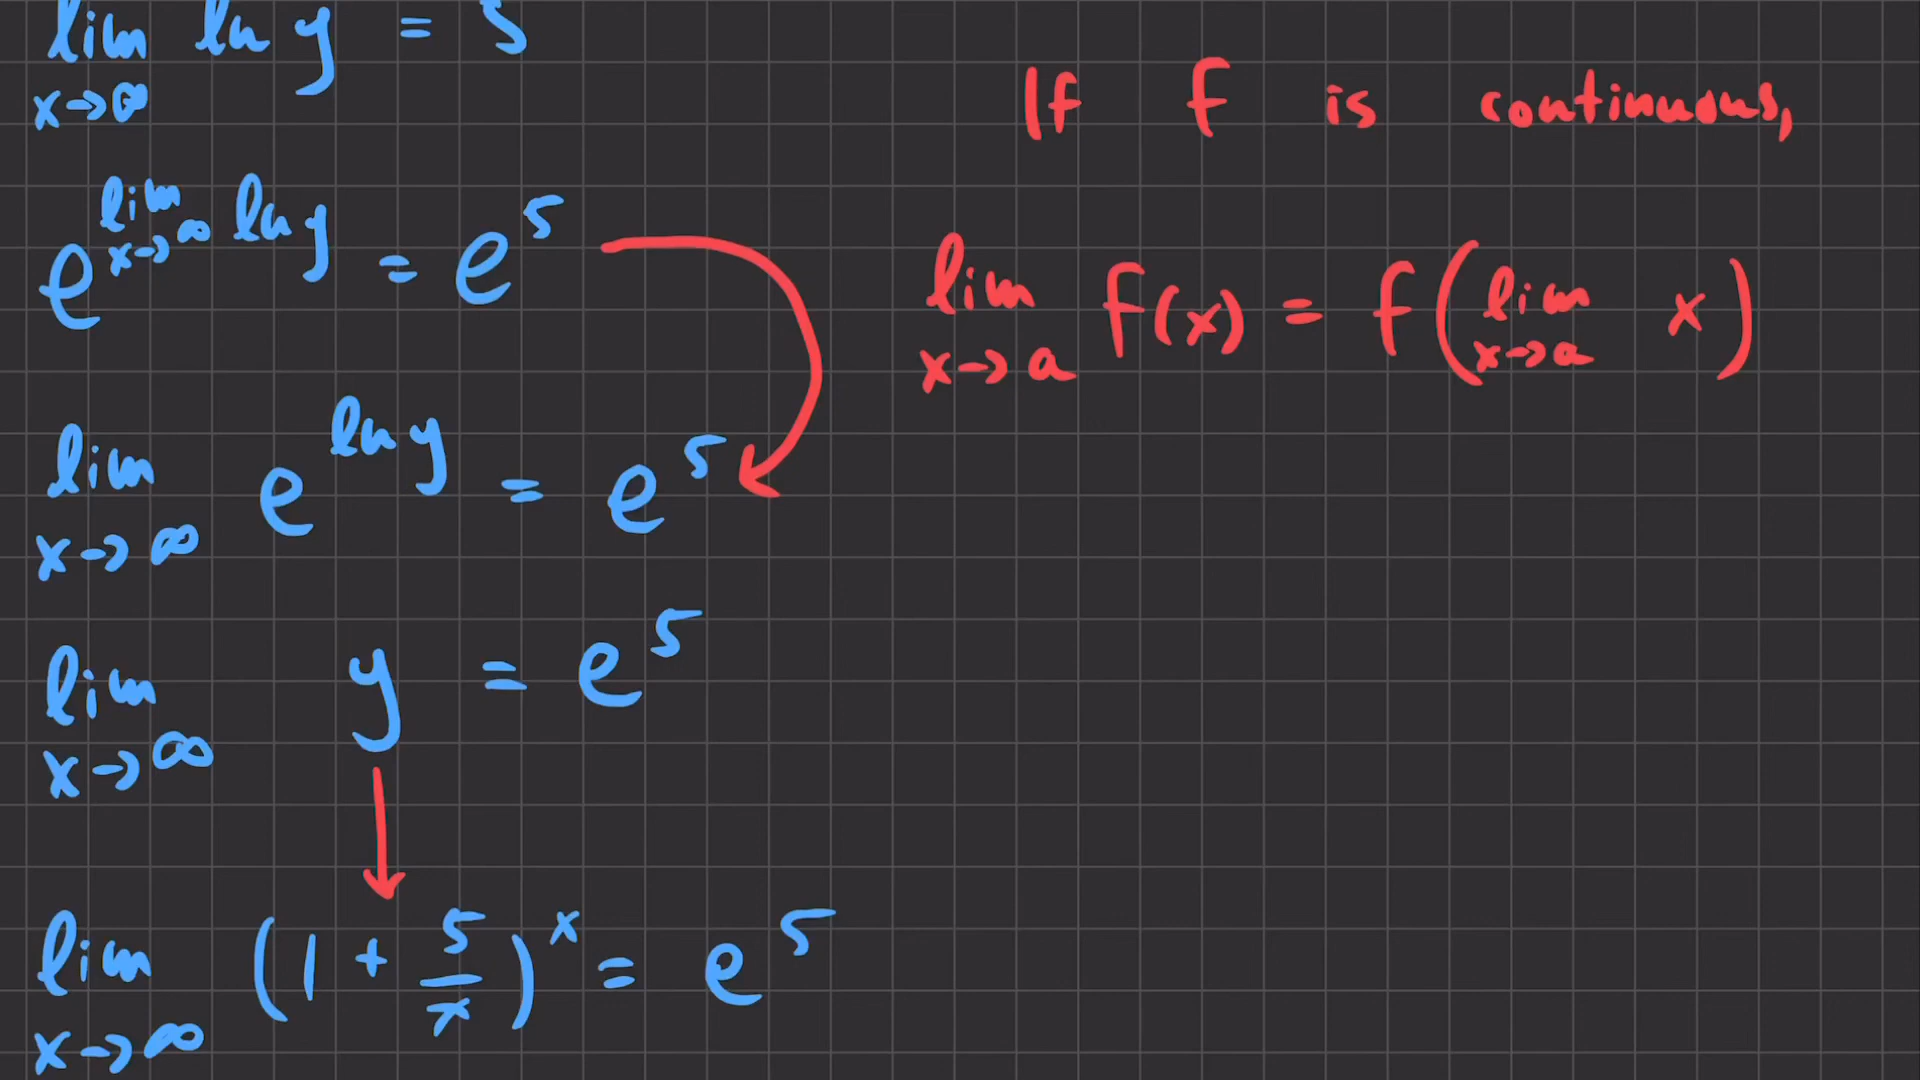 lim ln y = 5
x→∞
e^(lim x→∞ ln y) = e^5
lim e^(ln y) = e^5
x→∞
lim y = e^5
x→∞
lim (1 + 5/x)^x = e^5
x→∞
If f is continuous,
lim f(x) = f(lim x)
x→a x→a